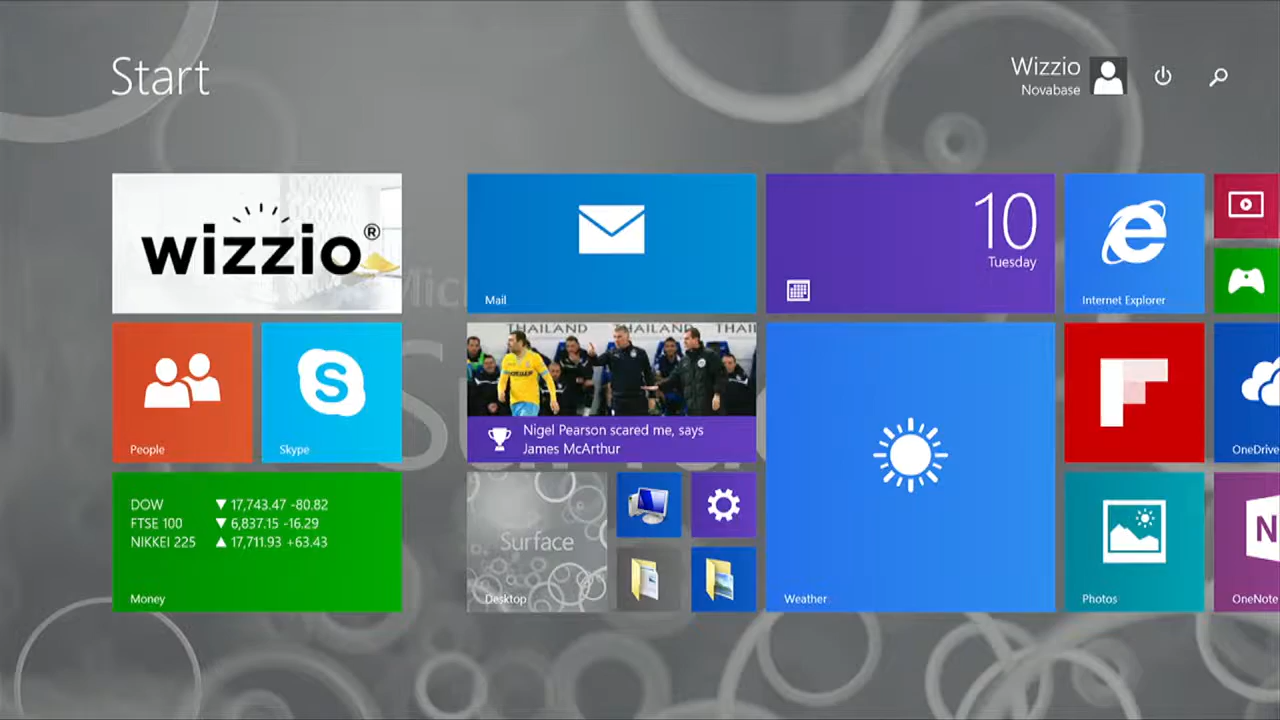 Start
Wizzio
Novabase
wizzio®
Mail
10
Tuesday
Internet Explorer
THAILAND THAILAND THAI
People
Skype
Nigel Pearson scared me, says
James McArthur
OneDrive
DOW ▼ 17,743.47 -80.82
FTSE 100 ▼ 6,837.15 -16.29
NIKKEI 225 ▲ 17,711.93 +63.43
Money
Surface
Desktop
Weather
Photos
OneNote